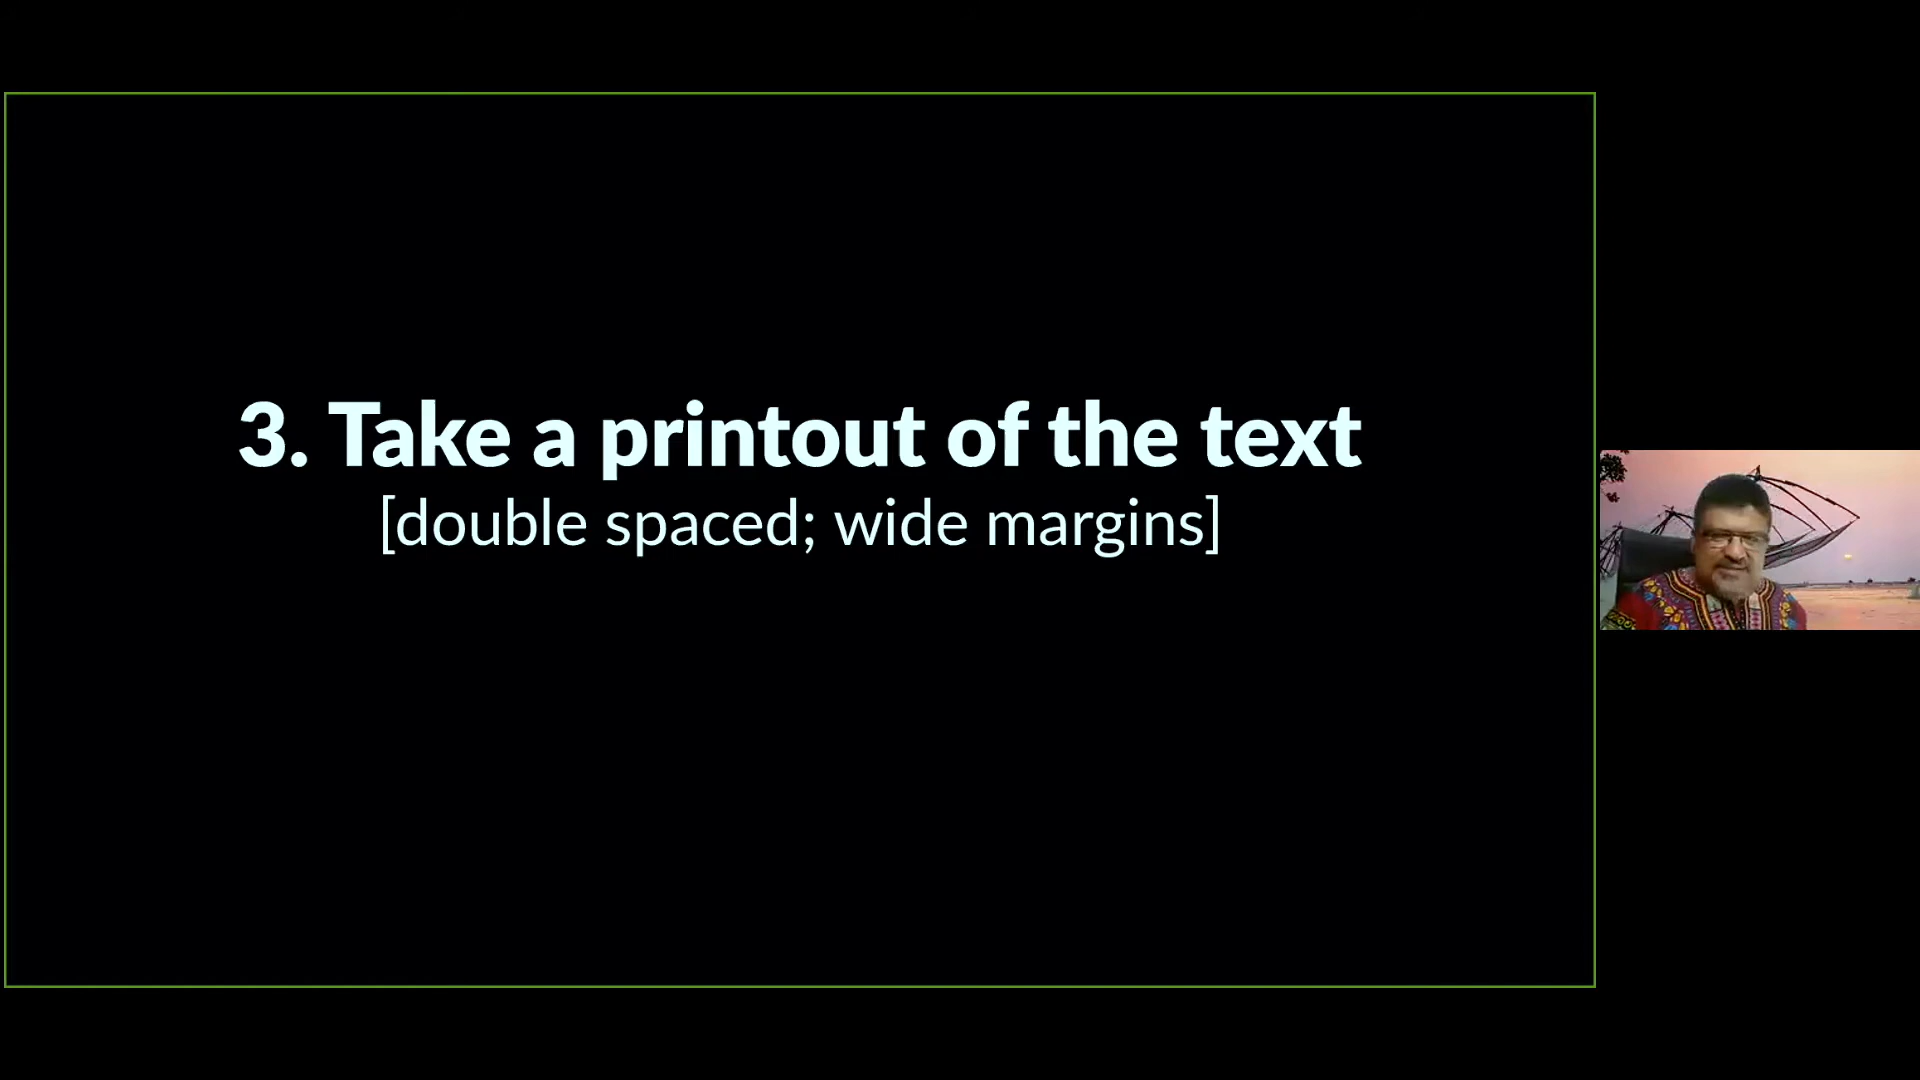 3. Take a printout of the text
[double spaced; wide margins]